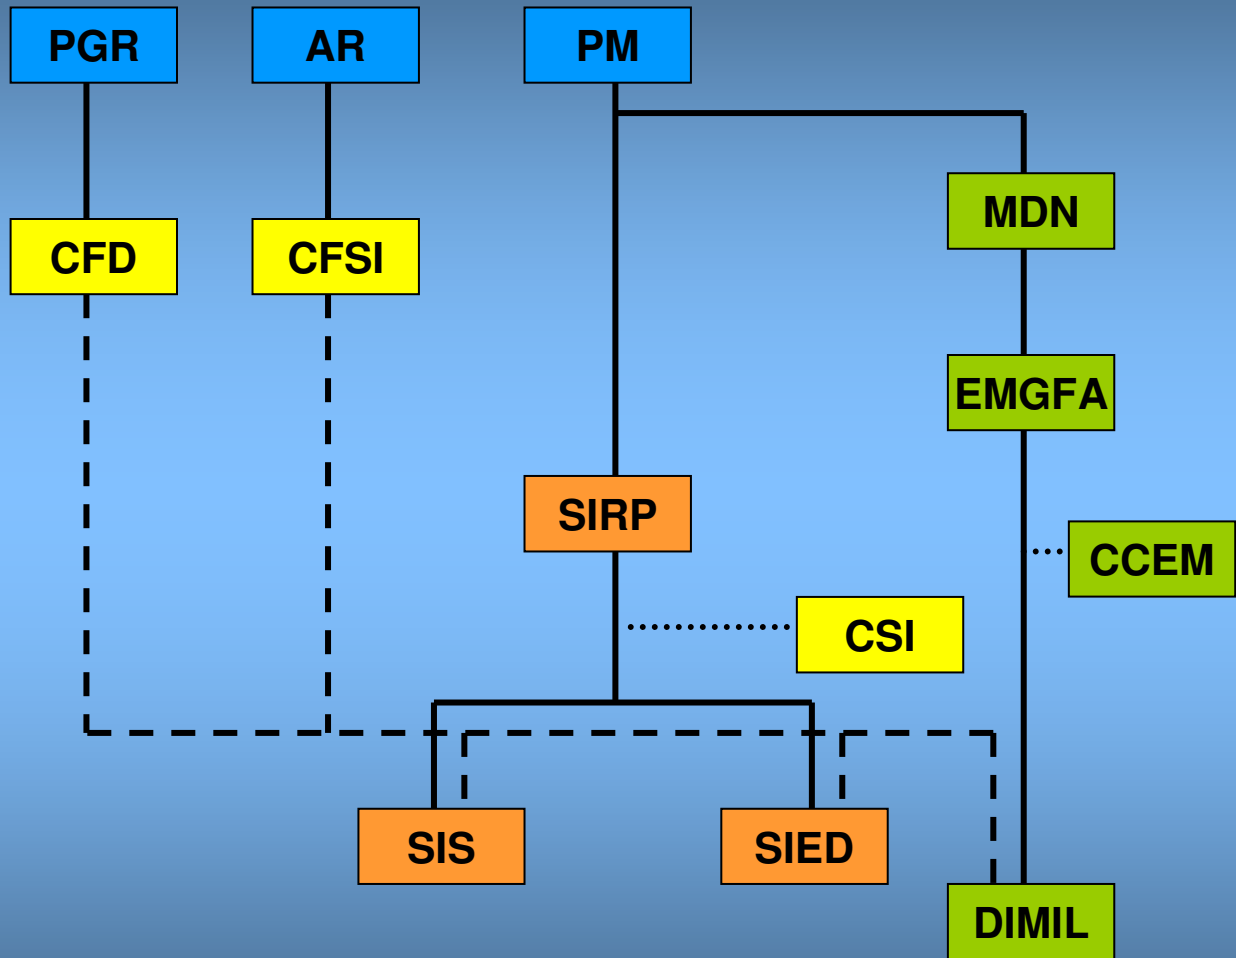 PGR
AR
PM
MDN
CFD
CFSI
EMGFA
SIRP
CCEM
CSI
SIS
SIED
DIMIL